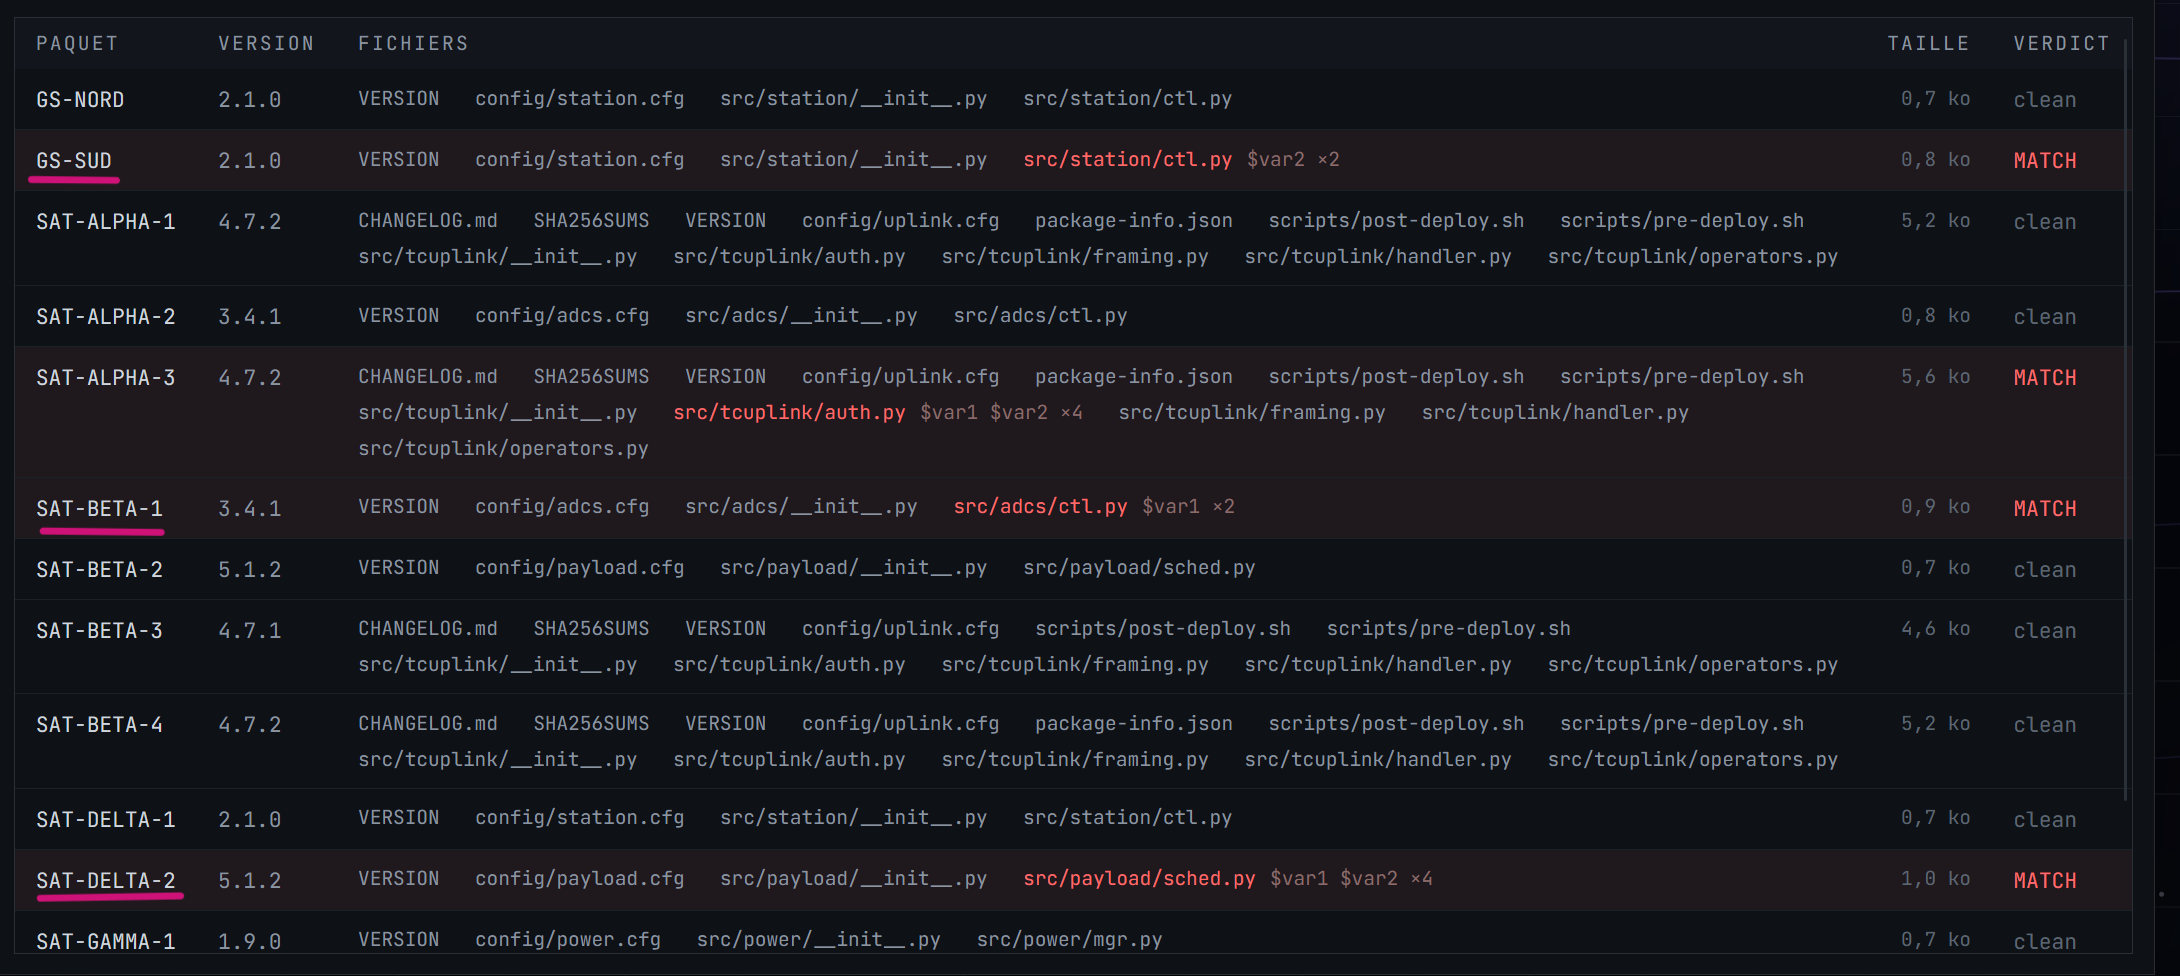 PAQUET VERSION FICHIERS TAILLE VERDICT
GS-NORD 2.1.0 VERSION config/station.cfg src/station/__init__.py src/station/ctl.py 0,7 ko clean
GS-SUD 2.1.0 VERSION config/station.cfg src/station/__init__.py src/station/ctl.py $var2 ×2 0,8 ko MATCH
SAT-ALPHA-1 4.7.2 CHANGELOG.md SHA256SUMS VERSION config/uplink.cfg package-info.json scripts/post-deploy.sh scripts/pre-deploy.sh 5,2 ko clean
src/tcuplink/__init__.py src/tcuplink/auth.py src/tcuplink/framing.py src/tcuplink/handler.py src/tcuplink/operators.py
SAT-ALPHA-2 3.4.1 VERSION config/adcs.cfg src/adcs/__init__.py src/adcs/ctl.py 0,8 ko clean
SAT-ALPHA-3 4.7.2 CHANGELOG.md SHA256SUMS VERSION config/uplink.cfg package-info.json scripts/post-deploy.sh scripts/pre-deploy.sh 5,6 ko MATCH
src/tcuplink/__init__.py src/tcuplink/auth.py $var1 $var2 ×4 src/tcuplink/framing.py src/tcuplink/handler.py
src/tcuplink/operators.py
SAT-BETA-1 3.4.1 VERSION config/adcs.cfg src/adcs/__init__.py src/adcs/ctl.py $var1 ×2 0,9 ko MATCH
SAT-BETA-2 5.1.2 VERSION config/payload.cfg src/payload/__init__.py src/payload/sched.py 0,7 ko clean
SAT-BETA-3 4.7.1 CHANGELOG.md SHA256SUMS VERSION config/uplink.cfg scripts/post-deploy.sh scripts/pre-deploy.sh 4,6 ko clean
src/tcuplink/__init__.py src/tcuplink/auth.py src/tcuplink/framing.py src/tcuplink/handler.py src/tcuplink/operators.py
SAT-BETA-4 4.7.2 CHANGELOG.md SHA256SUMS VERSION config/uplink.cfg package-info.json scripts/post-deploy.sh scripts/pre-deploy.sh 5,2 ko clean
src/tcuplink/__init__.py src/tcuplink/auth.py src/tcuplink/framing.py src/tcuplink/handler.py src/tcuplink/operators.py
SAT-DELTA-1 2.1.0 VERSION config/station.cfg src/station/__init__.py src/station/ctl.py 0,7 ko clean
SAT-DELTA-2 5.1.2 VERSION config/payload.cfg src/payload/__init__.py src/payload/sched.py $var1 $var2 ×4 1,0 ko MATCH
SAT-GAMMA-1 1.9.0 VERSION config/power.cfg src/power/__init__.py src/power/mgr.py 0,7 ko clean